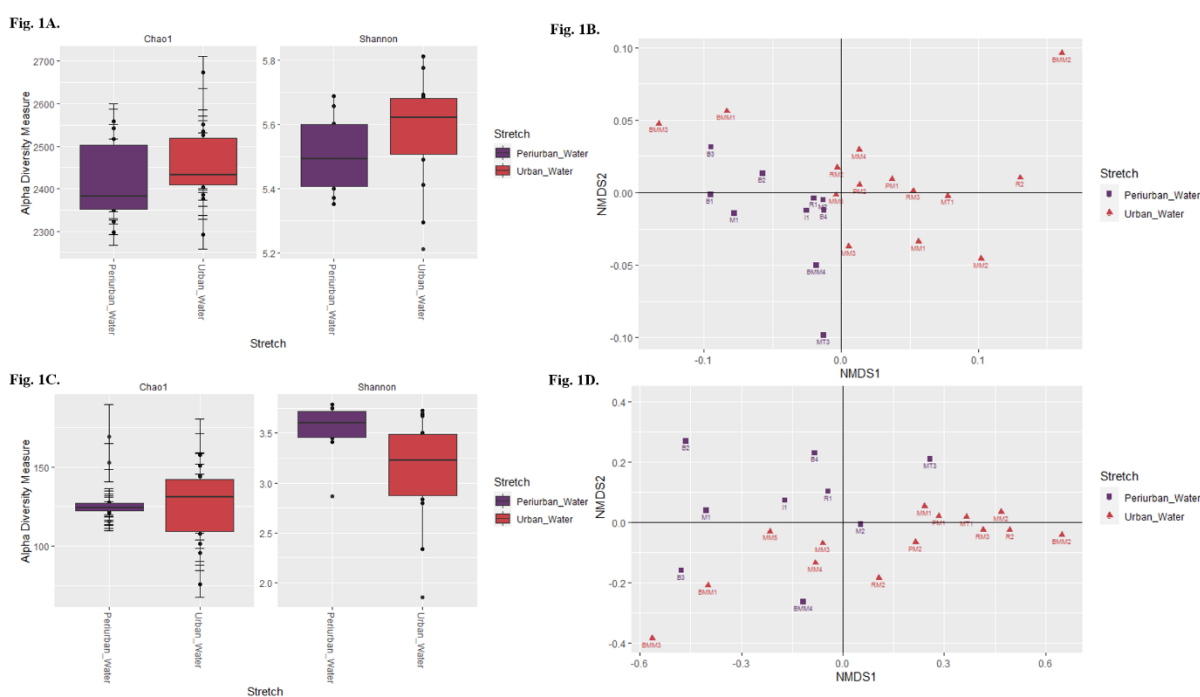 Fig. 1A.
Chao1
Shannon
Alpha Diversity Measure
2700
2600
2500
2400
2300
5.8
5.6
5.4
5.2
Periurban_Water
Urban_Water
Periurban_Water
Urban_Water
Stretch
Stretch
Periurban_Water
Urban_Water
Fig. 1B.
NMDS2
0.10
0.05
0.00
-0.05
-0.10
BMM2
BMM1
BMM3
B3
MM4
B2
RM2
R2
PM1
PM2
B1
MM5
RM3
MT1
R1
M2
I1
B4
M1
MM3
MM1
MM2
BMM4
MT3
-0.1
0.0
0.1
NMDS1
Stretch
Periurban_Water
Urban_Water
Fig. 1C.
Chao1
Shannon
Alpha Diversity Measure
150
125
100
3.5
3.0
2.5
2.0
Periurban_Water
Urban_Water
Periurban_Water
Urban_Water
Stretch
Stretch
Periurban_Water
Urban_Water
Fig. 1D.
NMDS2
0.4
0.2
0.0
-0.2
-0.4
B2
B4
MT3
R1
I1
M1
MM1
MM2
PM1
MT1
M2
MM5
RM3
R2
BMM2
MM3
PM2
MM4
B3
RM2
BMM1
BMM4
BMM3
-0.6
-0.3
0.0
0.3
0.6
NMDS1
Stretch
Periurban_Water
Urban_Water